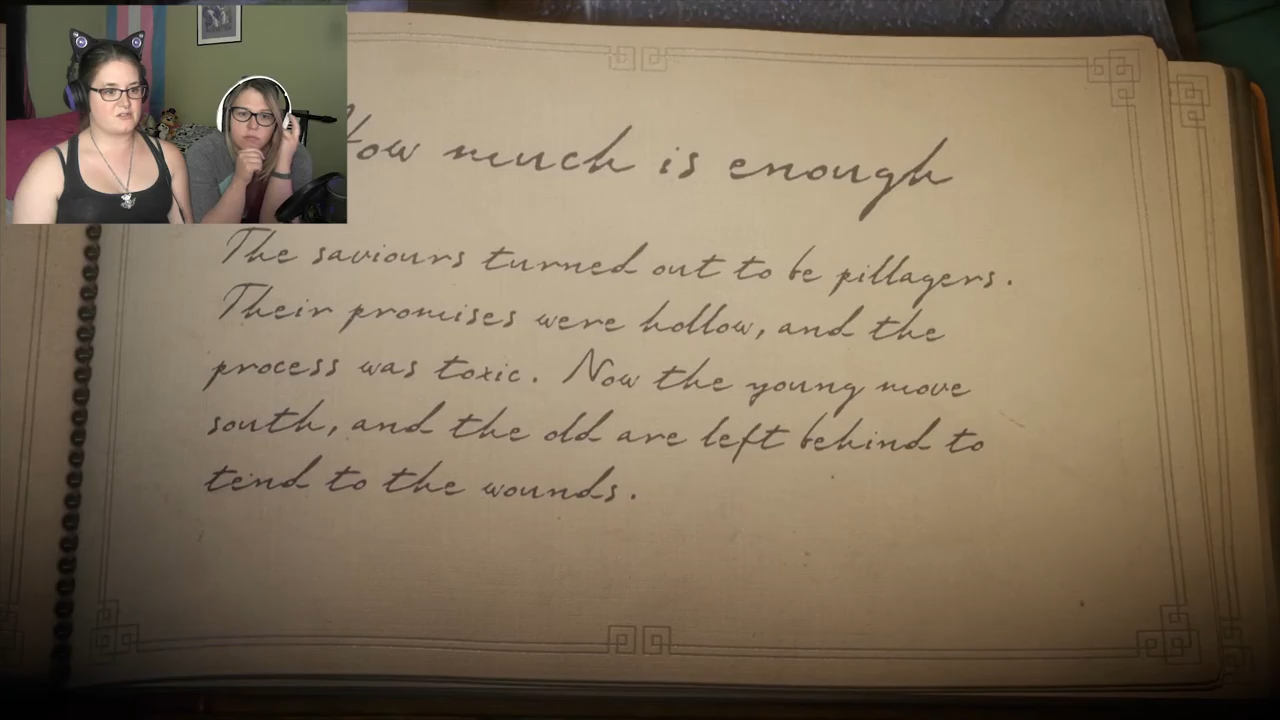 How much is enough
The saviours turned out to be pillagers.
Their promises were hollow, and the
process was toxic. Now the young move
south, and the old are left behind to
tend to the wounds.